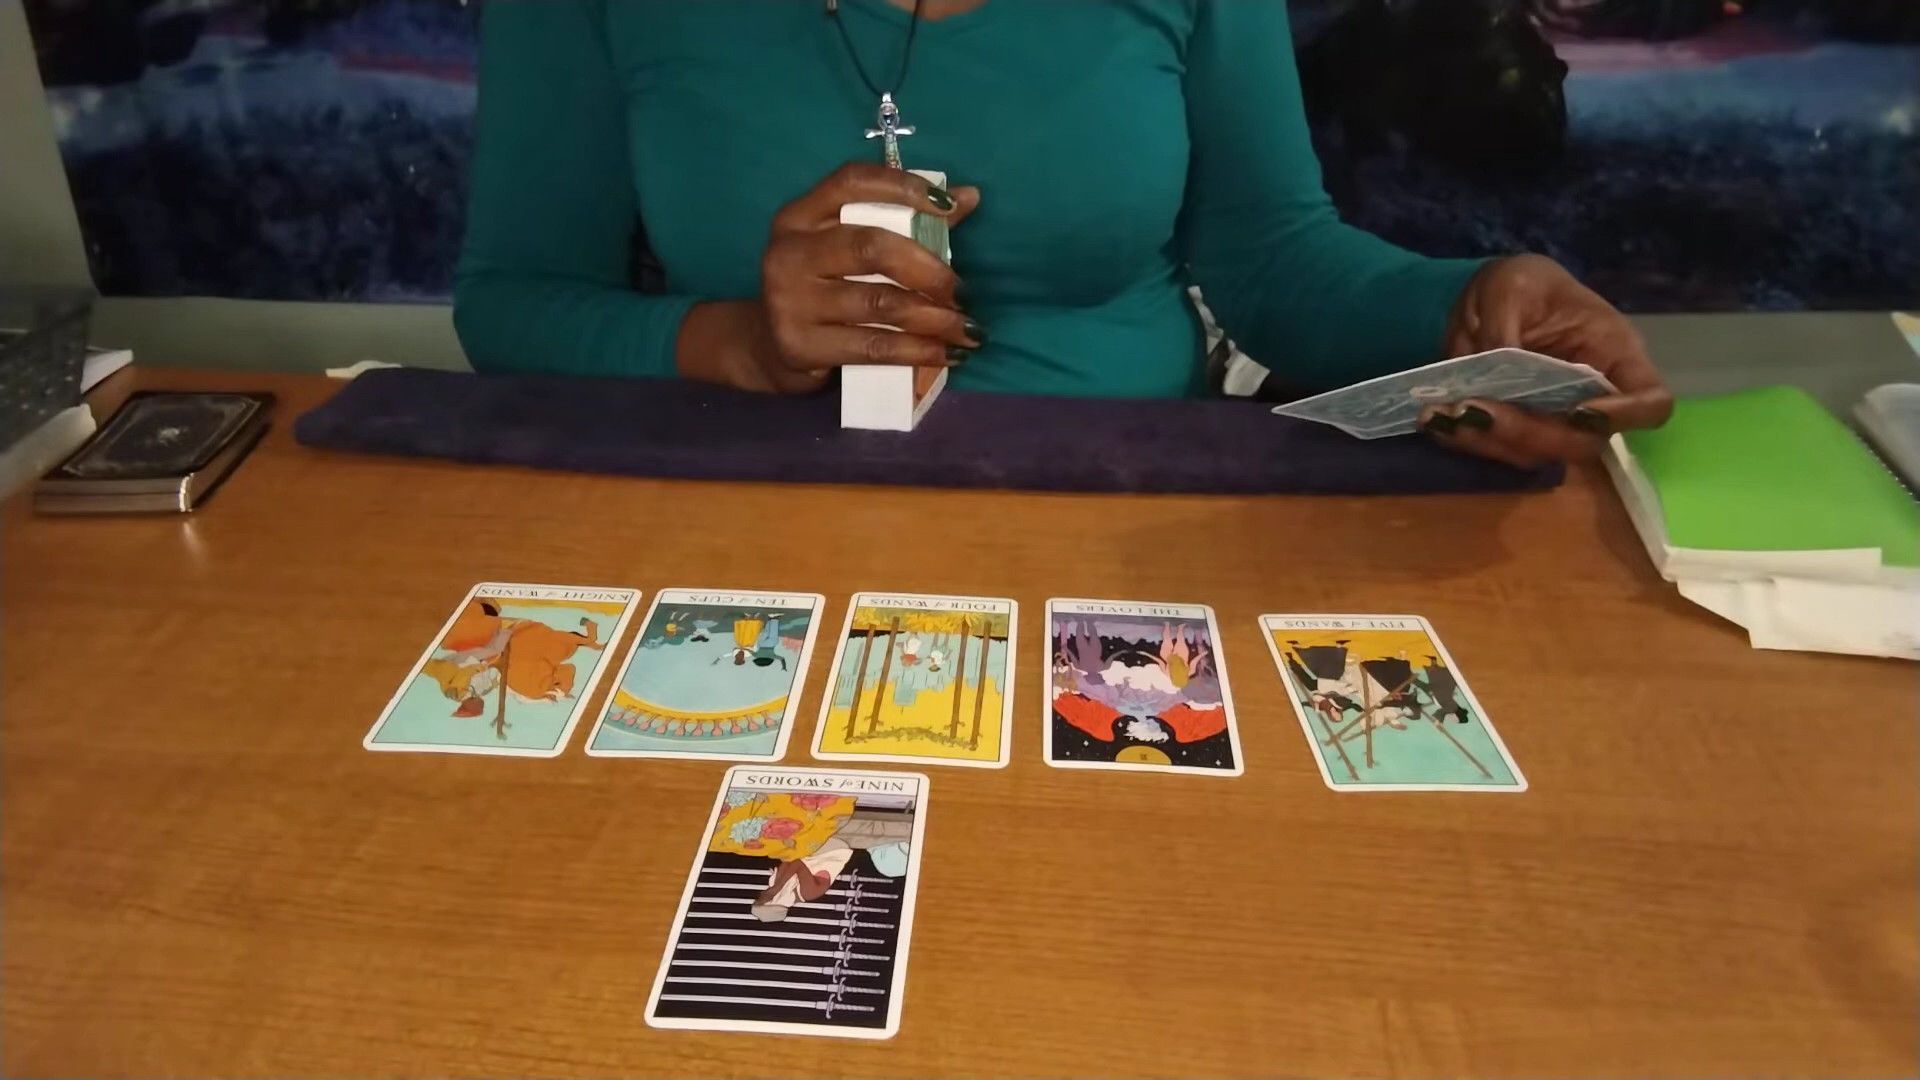 KNIGHT of WANDS
TEN of CUPS
FOUR of WANDS
THE LOVERS
FIVE of WANDS
NINE of SWORDS